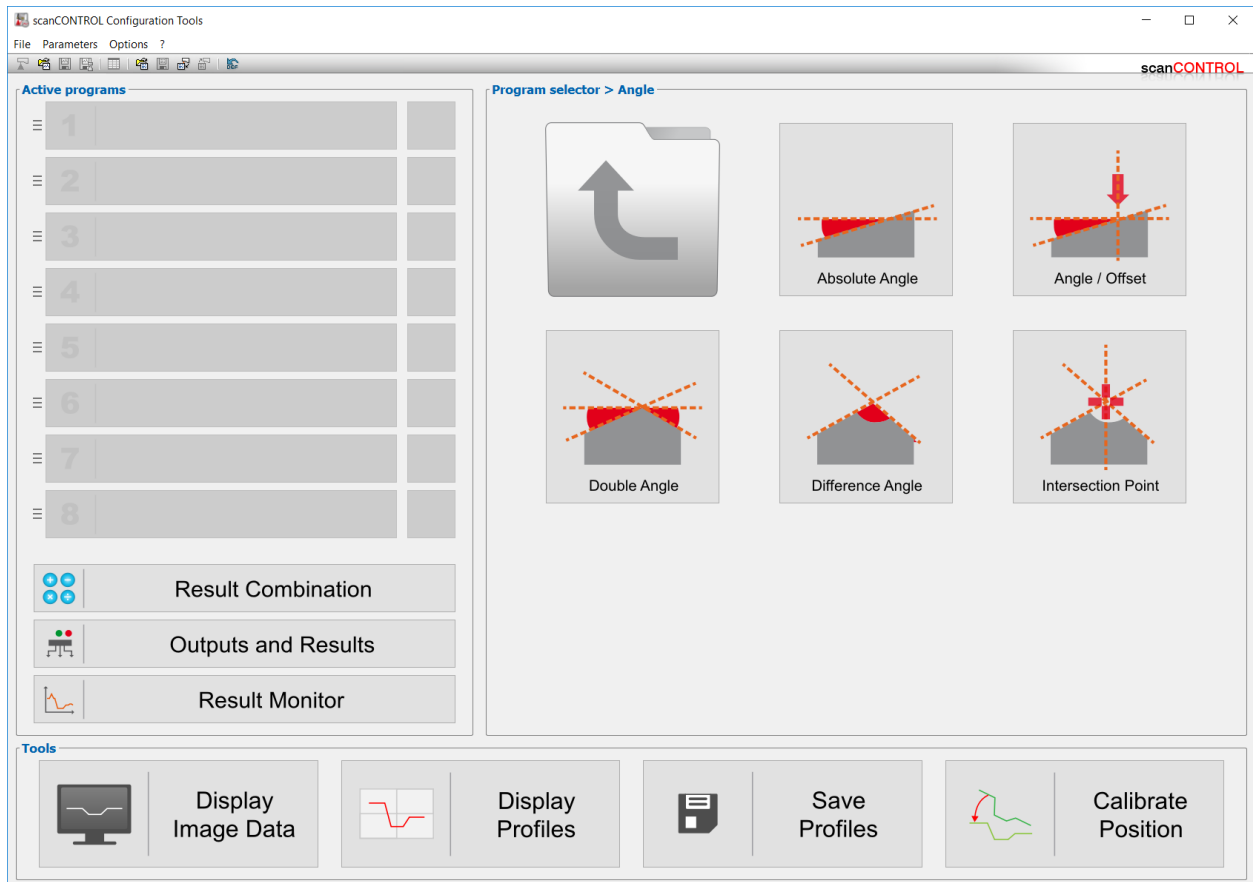 scanCONTROL Configuration Tools
File Parameters Options ?
scanCONTROL
Active programs
1
2
3
4
5
6
7
8
Result Combination
Outputs and Results
Result Monitor
Program selector > Angle
Absolute Angle
Angle / Offset
Double Angle
Difference Angle
Intersection Point
Tools
Display
Image Data
Display
Profiles
Save
Profiles
Calibrate
Position